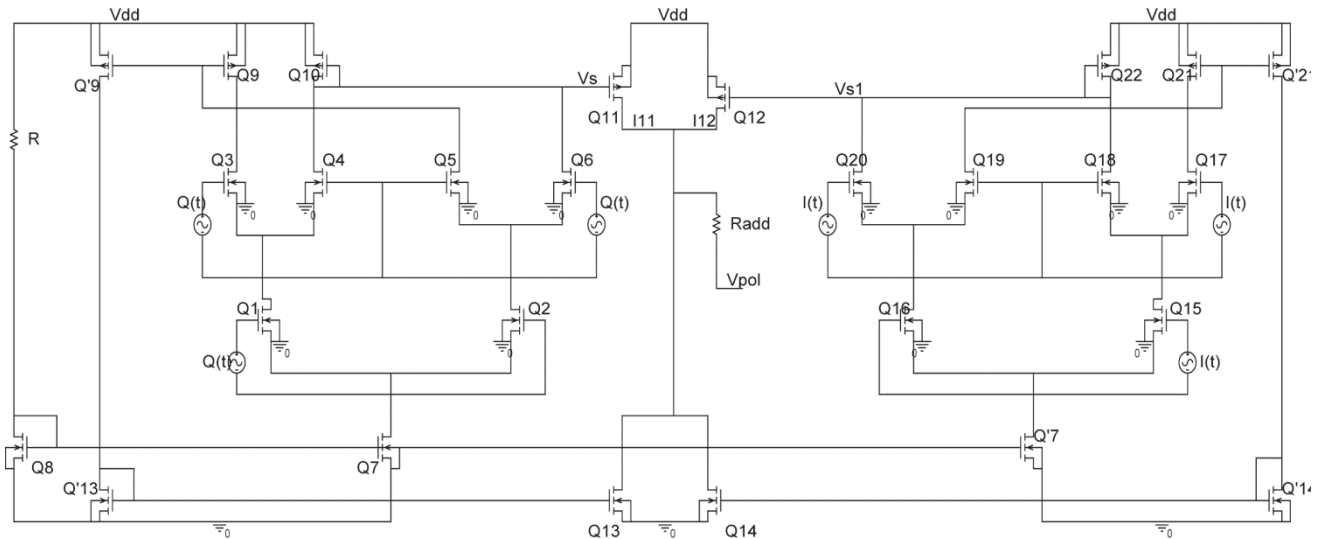 Vdd Vdd Vdd
Q'9 Q9 Q10 Vs Vs1 Q22 Q21 Q'21
Q11 I11 I12 Q12
R
Q3 Q4 Q5 Q6 Q20 Q19 Q18 Q17
Q(t) 0 0 0 0 Q(t) Radd I(t) 0 0 0 0 I(t)
Vpol
Q1 Q2 Q16 Q15
0 0 0 0
Q(t) I(t)
Q8 Q7 Q'7
Q'13 Q'14
0 Q13 0 Q14 0